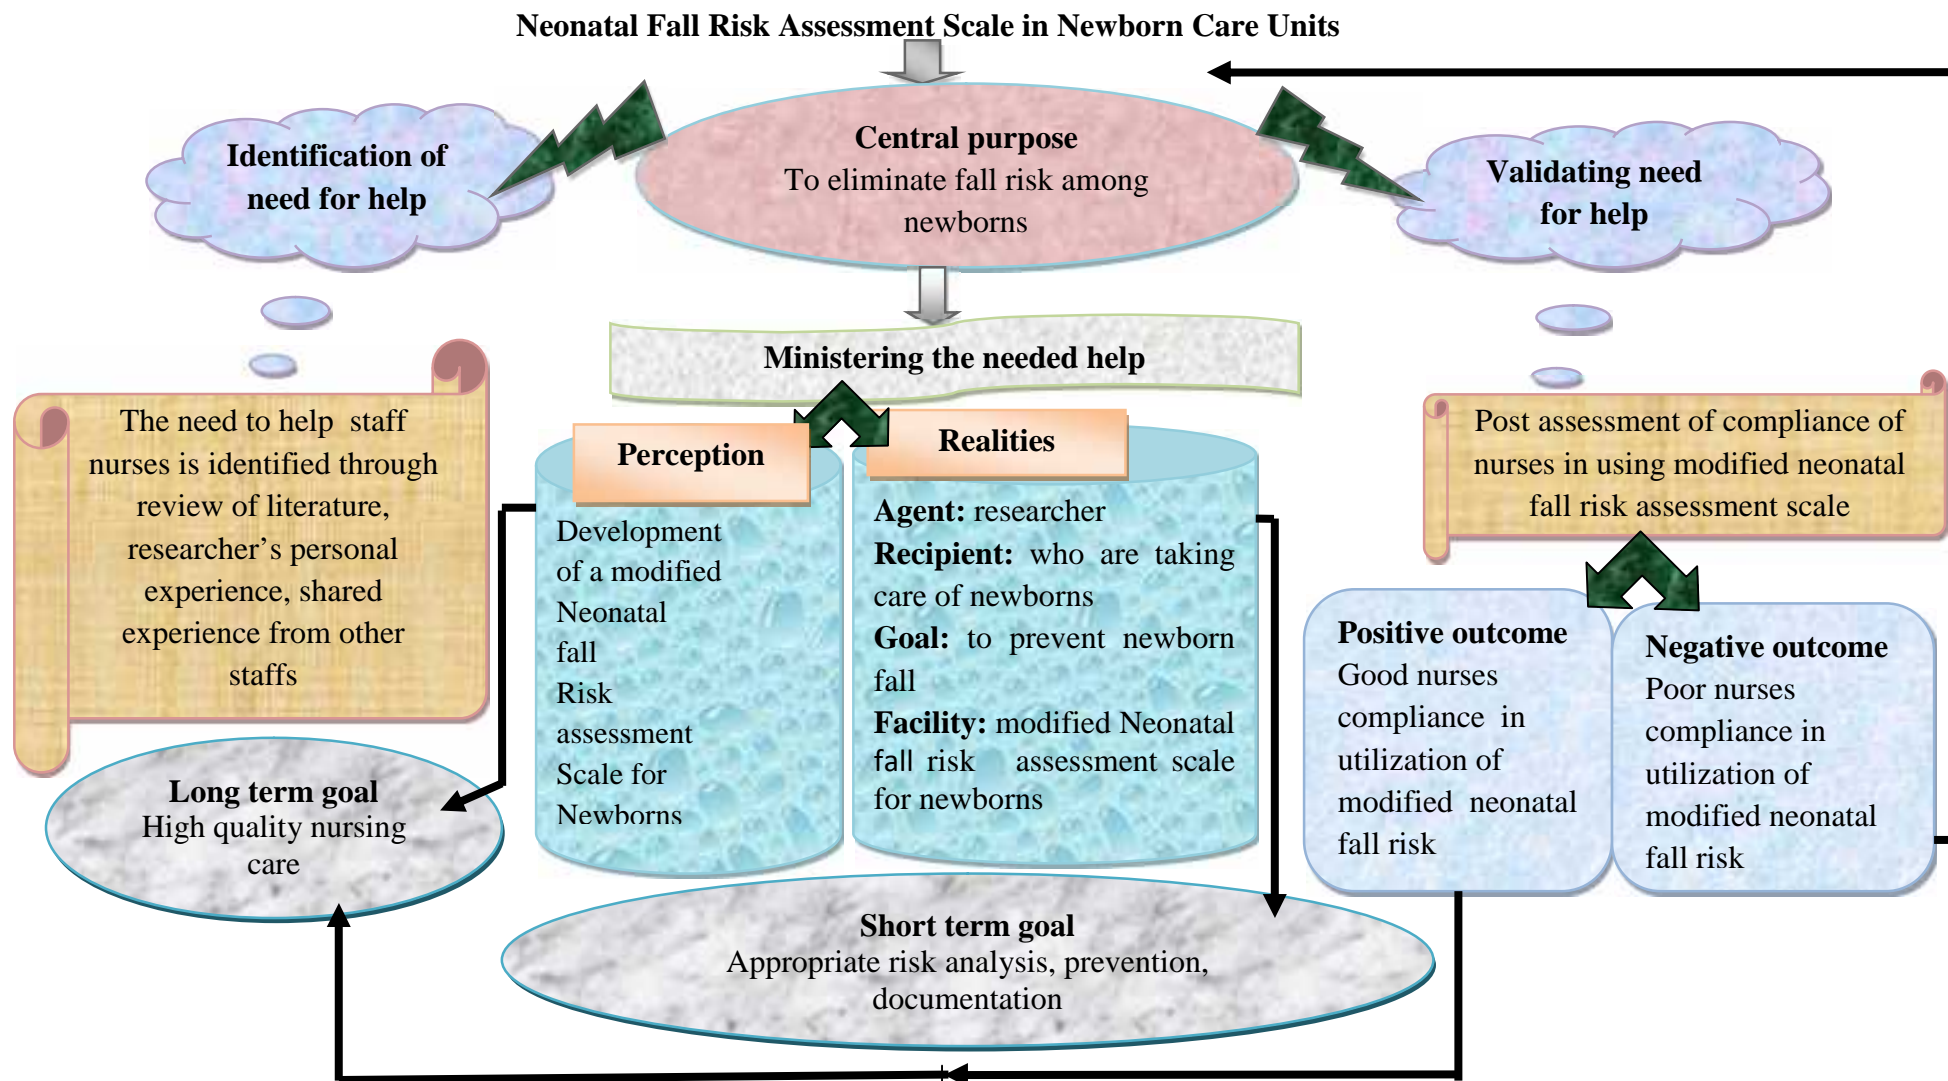 Neonatal Fall Risk Assessment Scale in Newborn Care Units
Central purpose
To eliminate fall risk among
newborns
Identification of
need for help
Validating need
for help
Ministering the needed help
The need to help staff
nurses is identified through
review of literature,
researcher’s personal
experience, shared
experience from other
staffs
Perception
Development
of a modified
Neonatal
fall
Risk
assessment
Scale for
Newborns
Realities
Agent: researcher
Recipient: who are taking
care of newborns
Goal: to prevent newborn
fall
Facility: modified Neonatal
fall risk assessment scale
for newborns
Post assessment of compliance of
nurses in using modified neonatal
fall risk assessment scale
Positive outcome
Good nurses
compliance in
utilization of
modified neonatal
fall risk
Negative outcome
Poor nurses
compliance in
utilization of
modified neonatal
fall risk
Long term goal
High quality nursing
care
Short term goal
Appropriate risk analysis, prevention,
documentation